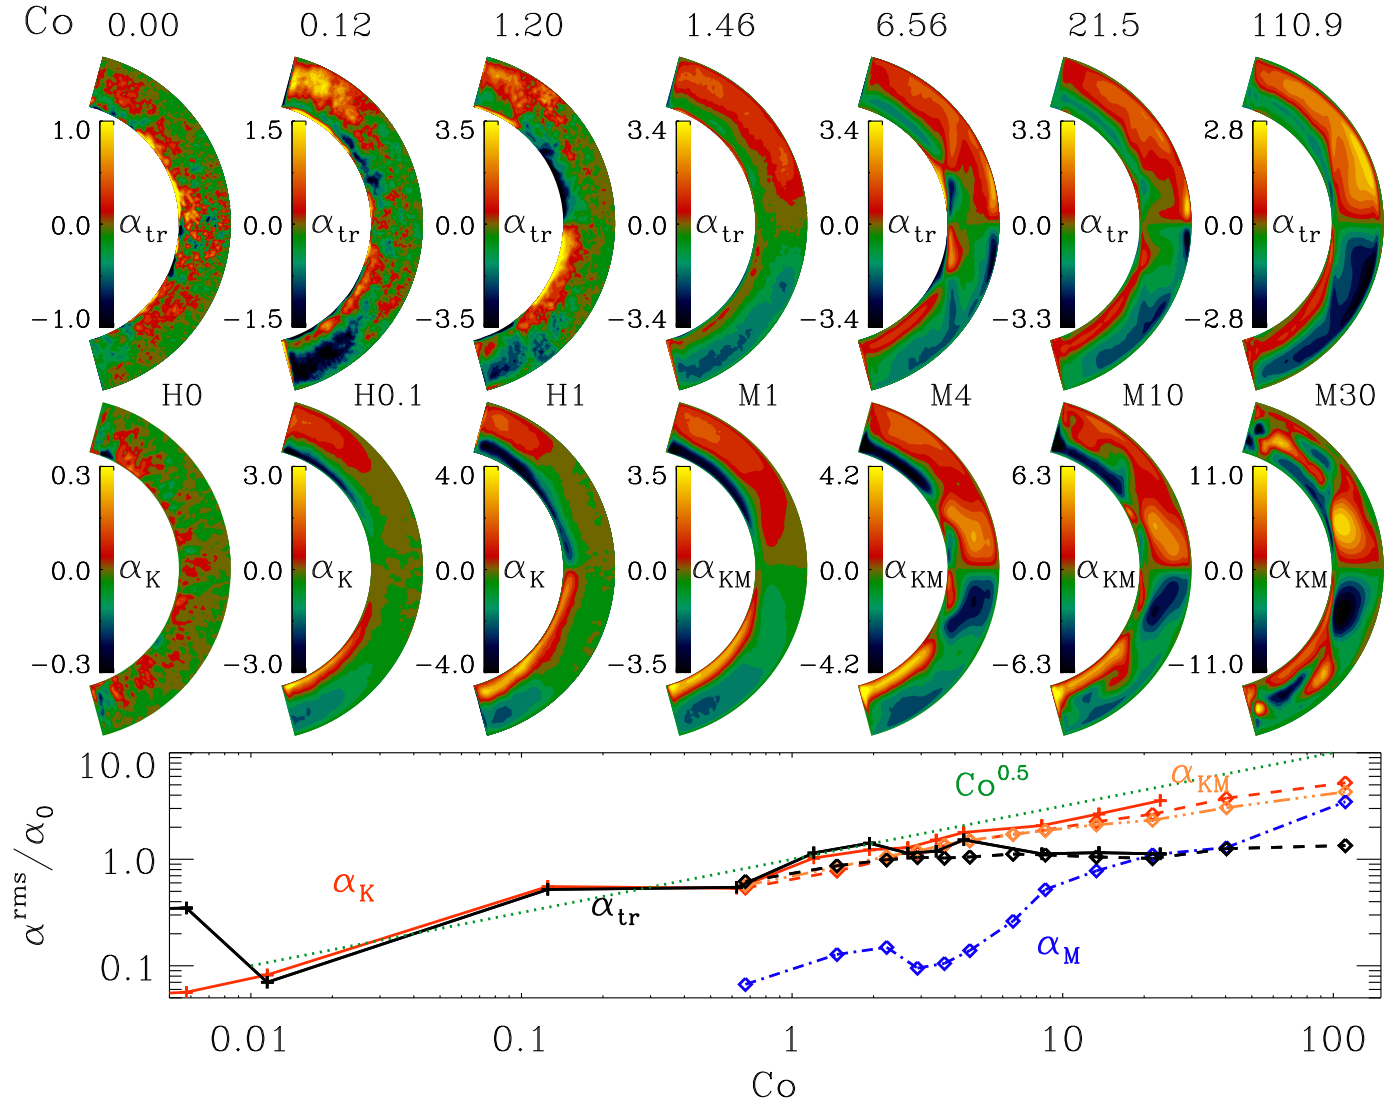 Co 0.00 0.12 1.20 1.46 6.56 21.5 110.9
1.0 1.5 3.5 3.4 3.4 3.3 2.8
0.0 α_tr 0.0 α_tr 0.0 α_tr 0.0 α_tr 0.0 α_tr 0.0 α_tr 0.0 α_tr
−1.0 −1.5 −3.5 −3.4 −3.4 −3.3 −2.8
H0 H0.1 H1 M1 M4 M10 M30
0.3 3.0 4.0 3.5 4.2 6.3 11.0
0.0 α_K 0.0 α_K 0.0 α_K 0.0 α_KM 0.0 α_KM 0.0 α_KM 0.0 α_KM
−0.3 −3.0 −4.0 −3.5 −4.2 −6.3 −11.0
10.0
1.0
0.1
α^rms/α_0
Co^0.5
α_KM
α_K
α_tr
α_M
0.01 0.1 1 10 100
Co